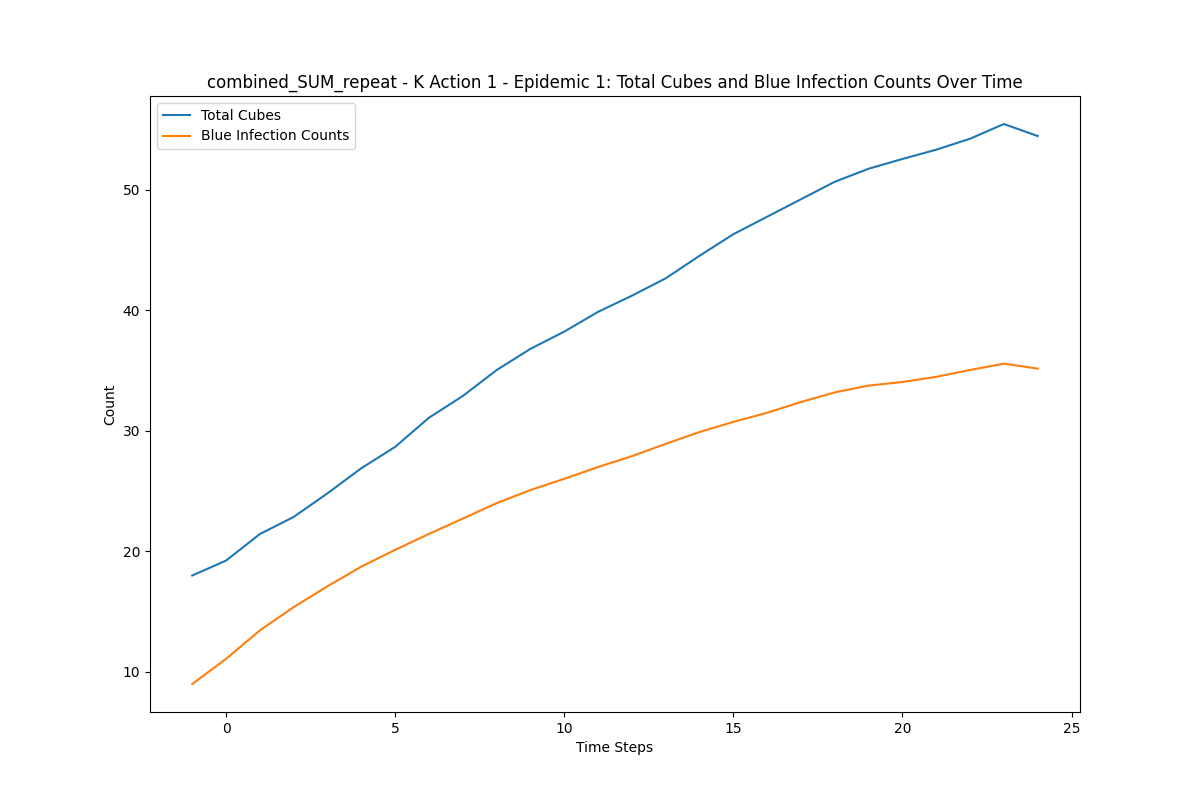 combined_SUM_repeat - K Action 1 - Epidemic 1: Total Cubes and Blue Infection Counts Over Time
Total Cubes
Blue Infection Counts
50
40
30
20
10
Count
0 5 10 15 20 25
Time Steps